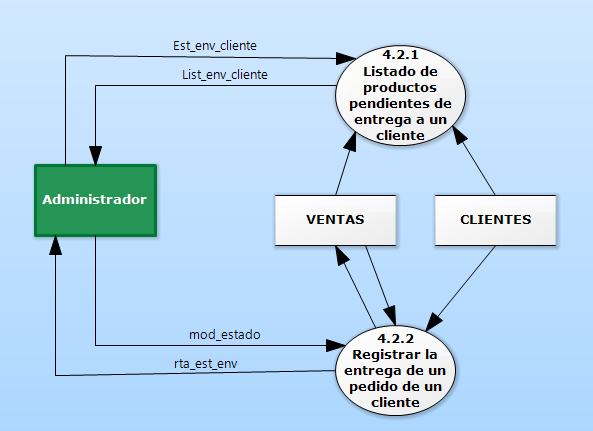 Est_env_cliente
List_env_cliente
4.2.1
Listado de
productos
pendientes de
entrega a un
cliente
Administrador
VENTAS
CLIENTES
mod_estado
rta_est_env
4.2.2
Registrar la
entrega de un
pedido de un
cliente